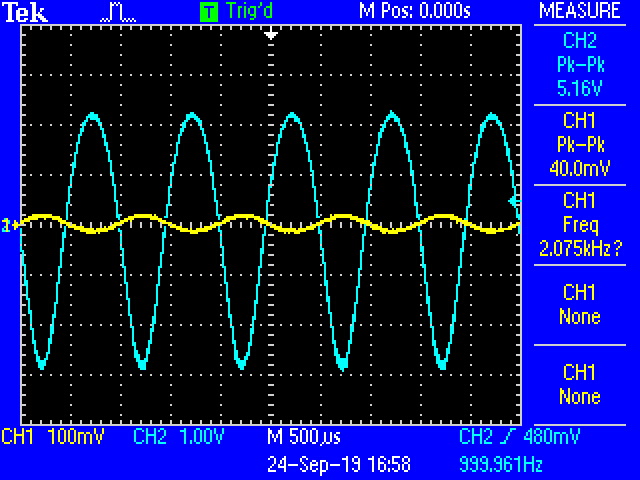 Tek T Trig'd M Pos: 0.000s MEASURE
CH2
Pk-Pk
5.16V
CH1
Pk-Pk
40.0mV
CH1
Freq
2.075kHz?
CH1
None
CH1
None
CH1 100mV CH2 1.00V M 500µs CH2 480mV
24-Sep-19 16:58 999.961Hz